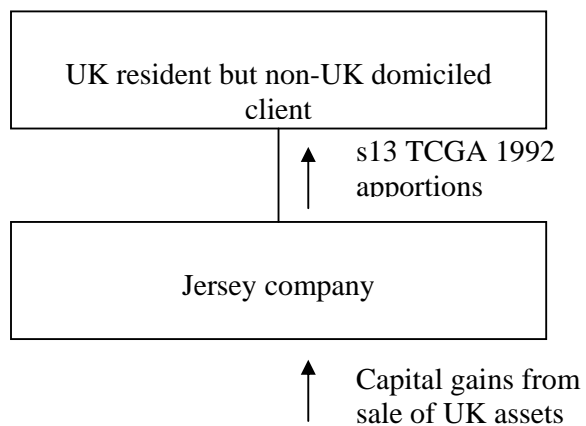 UK resident but non-UK domiciled
client
s13 TCGA 1992
apportions
Jersey company
Capital gains from
sale of UK assets